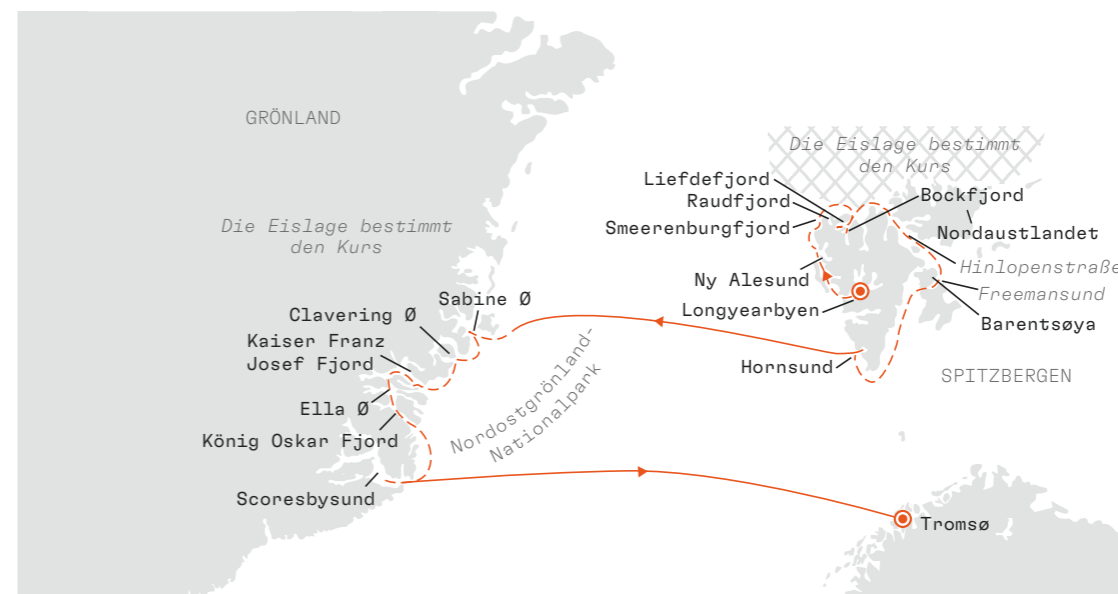 GRÖNLAND
Die Eislage bestimmt
den Kurs
Die Eislage bestimmt
den Kurs
Liefdefjord
Raudfjord
Smeerenburgfjord
Bockfjord
Nordaustlandet
Hinlopenstraße
Freemansund
Barentsøya
Ny Alesund
Longyearbyen
Hornsund
SPITZBERGEN
Sabine Ø
Clavering Ø
Kaiser Franz
Josef Fjord
Ella Ø
König Oskar Fjord
Scoresbysund
Nordostgrönland-
Nationalpark
Tromsø